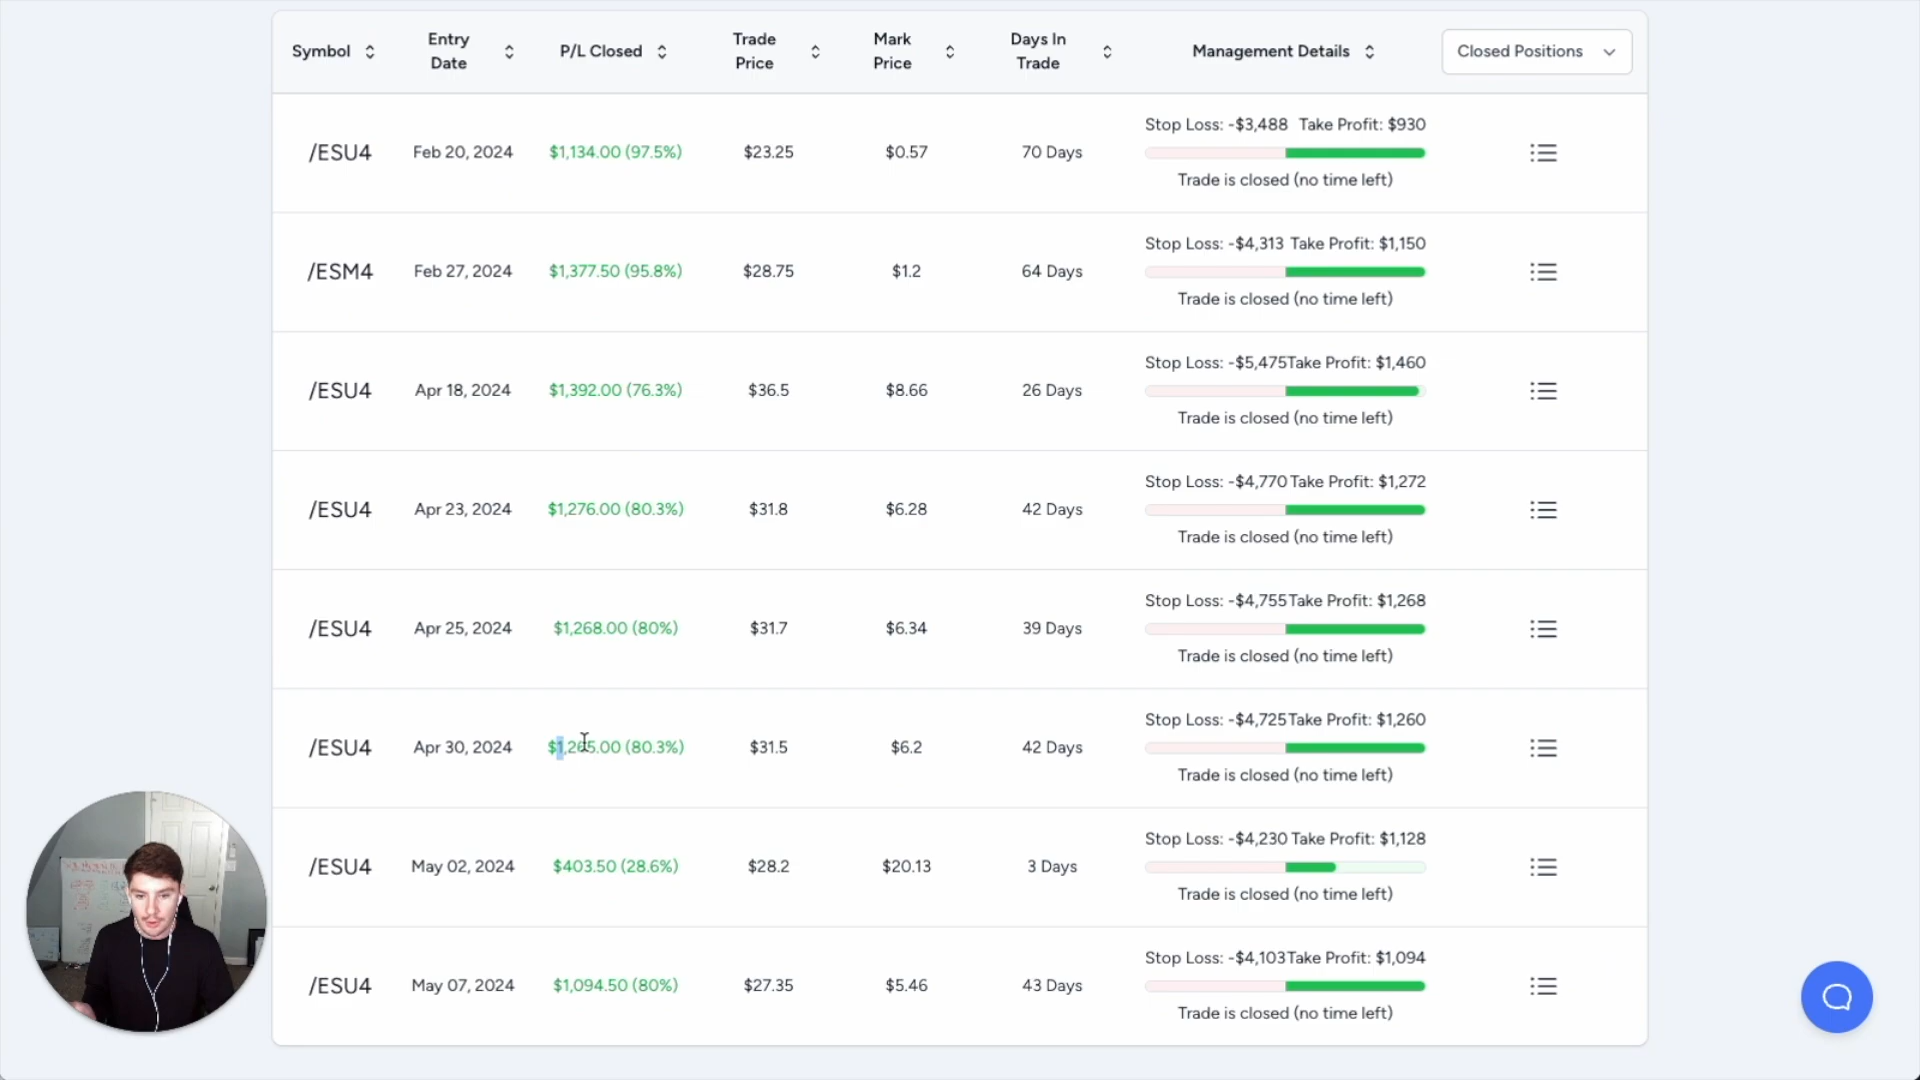 Symbol Entry Date P/L Closed Trade Price Mark Price Days In Trade Management Details Closed Positions
/ESU4 Feb 20, 2024 $1,134.00 (97.5%) $23.25 $0.57 70 Days Stop Loss: -$3,488 Take Profit: $930
Trade is closed (no time left)
/ESM4 Feb 27, 2024 $1,377.50 (95.8%) $28.75 $1.2 64 Days Stop Loss: -$4,313 Take Profit: $1,150
Trade is closed (no time left)
/ESU4 Apr 18, 2024 $1,392.00 (76.3%) $36.5 $8.66 26 Days Stop Loss: -$5,475 Take Profit: $1,460
Trade is closed (no time left)
/ESU4 Apr 23, 2024 $1,276.00 (80.3%) $31.8 $6.28 42 Days Stop Loss: -$4,770 Take Profit: $1,272
Trade is closed (no time left)
/ESU4 Apr 25, 2024 $1,268.00 (80%) $31.7 $6.34 39 Days Stop Loss: -$4,755 Take Profit: $1,268
Trade is closed (no time left)
/ESU4 Apr 30, 2024 $1,265.00 (80.3%) $31.5 $6.2 42 Days Stop Loss: -$4,725 Take Profit: $1,260
Trade is closed (no time left)
/ESU4 May 02, 2024 $403.50 (28.6%) $28.2 $20.13 3 Days Stop Loss: -$4,230 Take Profit: $1,128
Trade is closed (no time left)
/ESU4 May 07, 2024 $1,094.50 (80%) $27.35 $5.46 43 Days Stop Loss: -$4,103 Take Profit: $1,094
Trade is closed (no time left)